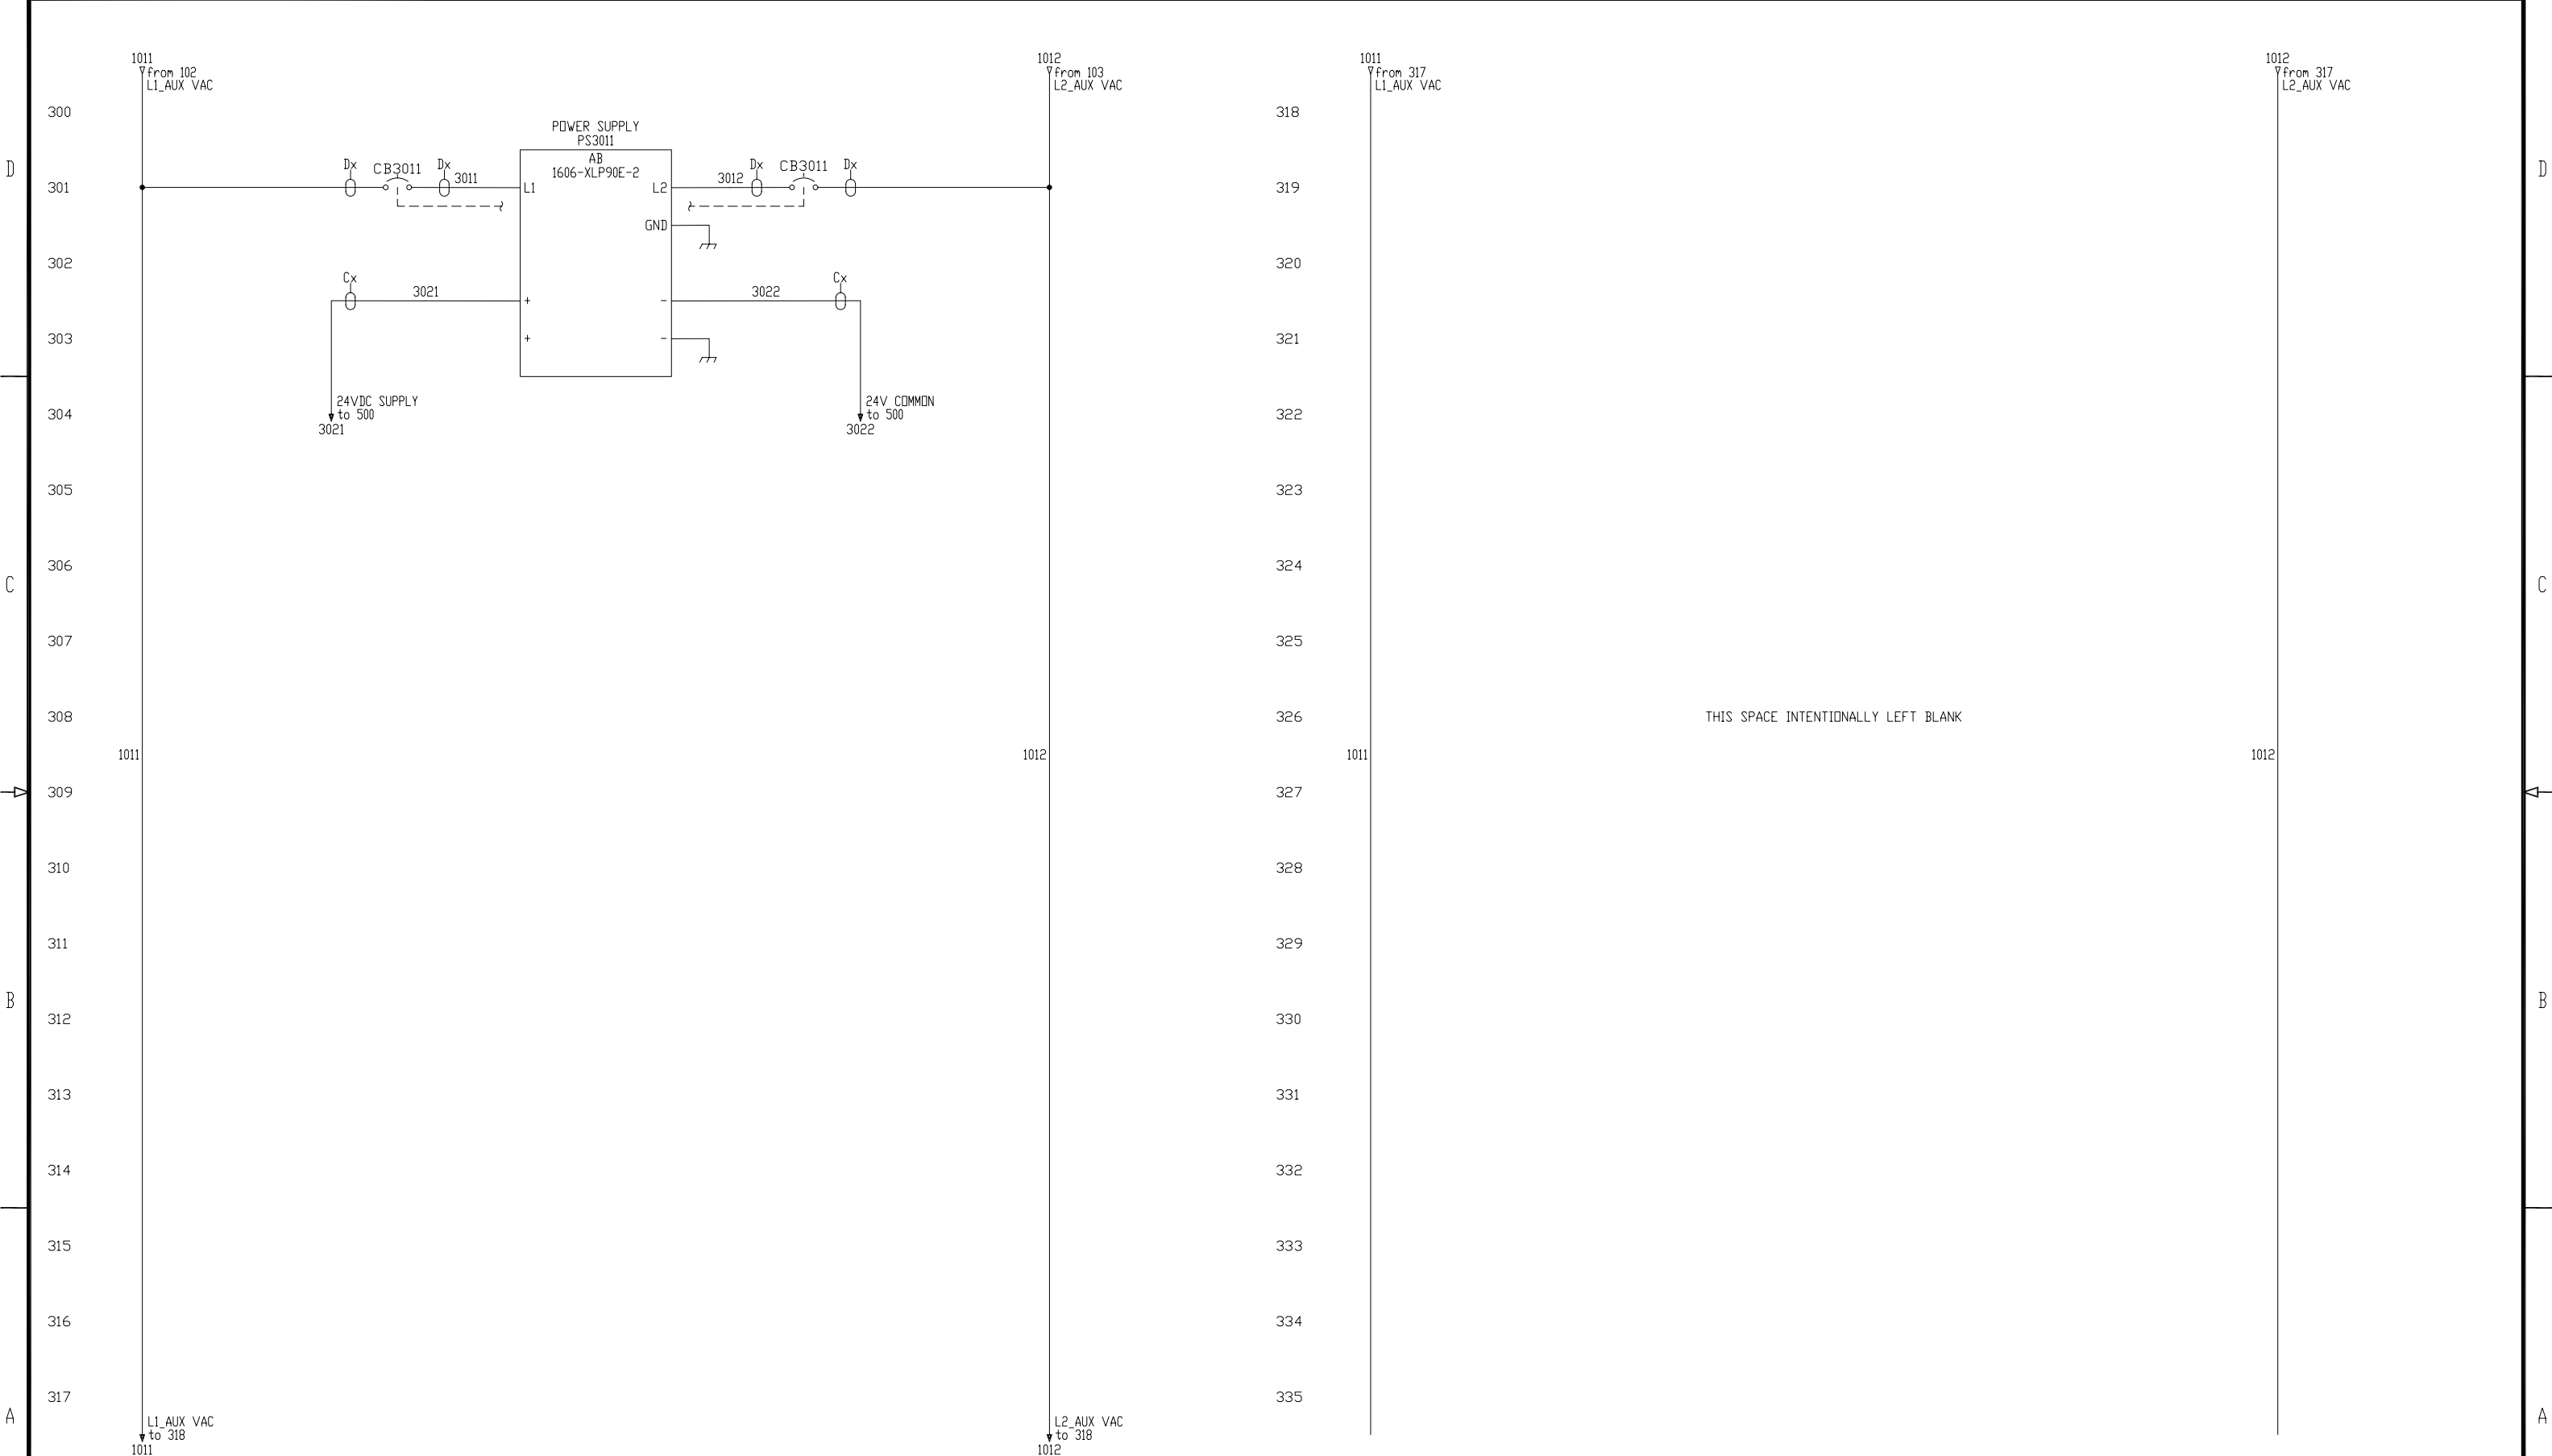 1011
from 102
L1_AUX VAC
1012
from 103
L2_AUX VAC
1011
from 317
L1_AUX VAC
1012
from 317
L2_AUX VAC
300
318
POWER SUPPLY
PS3011
AB
1606-XLP90E-2
D
Dx
CB3011
Dx
3011
L1
L2
3012
Dx
CB3011
Dx
D
301
319
GND
302
320
Cx
3021
+
-
3022
Cx
303
+
-
321
24VDC SUPPLY
to 500
3021
24V COMMON
to 500
3022
304
322
305
323
306
324
C
C
307
325
308
326
THIS SPACE INTENTIONALLY LEFT BLANK
1011
1012
1011
1012
309
327
310
328
311
329
B
B
312
330
313
331
314
332
315
333
316
334
317
335
A
A
L1_AUX VAC
to 318
1011
L2_AUX VAC
to 318
1012